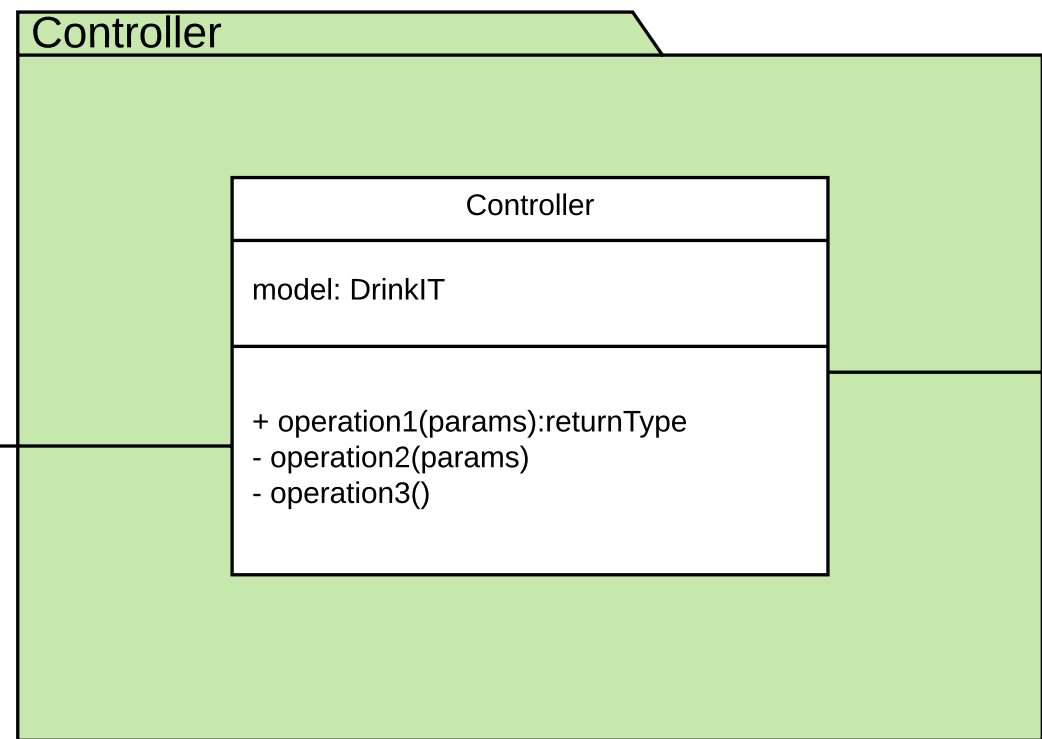 Controller
Controller
model: DrinkIT
+ operation1(params):returnType
- operation2(params)
- operation3()